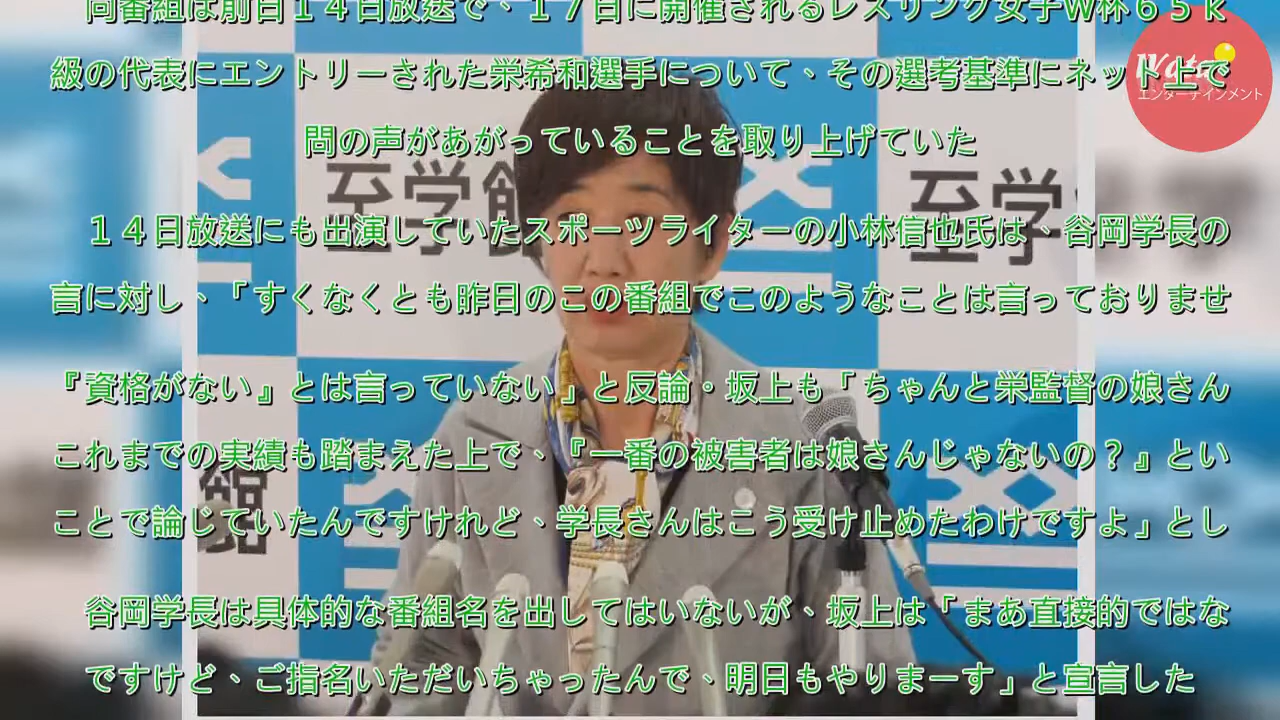 同番組は前日１４日放送で、１７日に開催されるレスリング女子Ｗ杯６５ｋ
級の代表にエントリーされた栄希和選手について、その選考基準にネット上で
問の声があがっていることを取り上げていた
１４日放送にも出演していたスポーツライターの小林信也氏は、谷岡学長の
言に対し、「すくなくとも昨日のこの番組でこのようなことは言っておりませ
『資格がない』とは言っていない」と反論・坂上も「ちゃんと栄監督の娘さん
これまでの実績も踏まえた上で、『一番の被害者は娘さんじゃないの？』とい
ことで論じていたんですけれど、学長さんはこう受け止めたわけですよ」とし
谷岡学長は具体的な番組名を出してはいないが、坂上は「まあ直接的ではな
ですけど、ご指名いただいちゃったんで、明日もやりまーす」と宣言した
Wata
エンターテインメント
至学館
至学
館